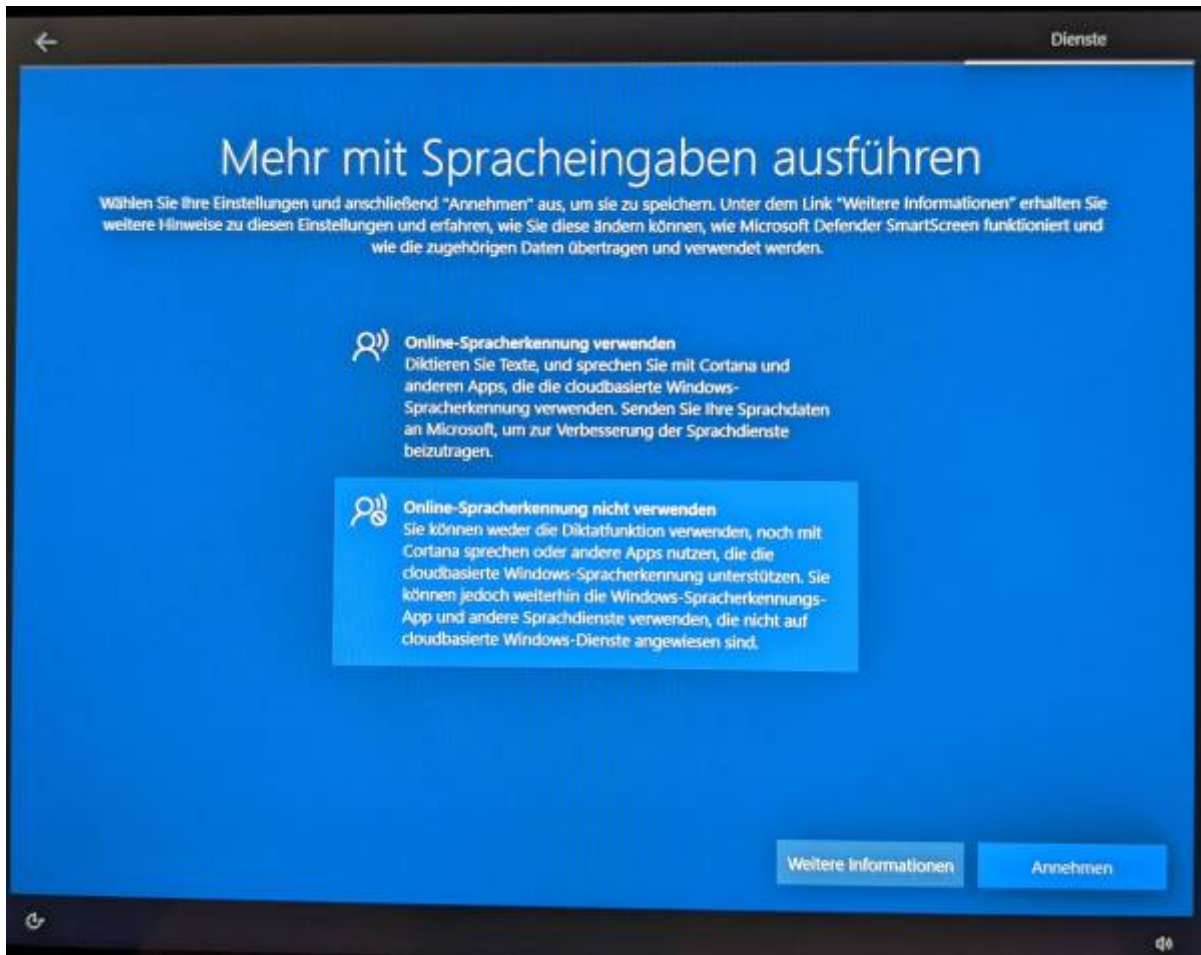 Dienste
Mehr mit Spracheingaben ausführen
Wählen Sie Ihre Einstellungen und anschließend "Annehmen" aus, um sie zu speichern. Unter dem Link "Weitere Informationen" erhalten Sie
weitere Hinweise zu diesen Einstellungen und erfahren, wie Sie diese ändern können, wie Microsoft Defender SmartScreen funktioniert und
wie die zugehörigen Daten übertragen und verwendet werden.
Online-Spracherkennung verwenden
Diktieren Sie Texte, und sprechen Sie mit Cortana und
anderen Apps, die die cloudbasierte Windows-
Spracherkennung verwenden. Senden Sie Ihre Sprachdaten
an Microsoft, um zur Verbesserung der Sprachdienste
beizutragen.
Online-Spracherkennung nicht verwenden
Sie können weder die Diktatfunktion verwenden, noch mit
Cortana sprechen oder andere Apps nutzen, die die
cloudbasierte Windows-Spracherkennung unterstützen. Sie
können jedoch weiterhin die Windows-Spracherkennungs-
App und andere Sprachdienste verwenden, die nicht auf
cloudbasierte Windows-Dienste angewiesen sind.
Weitere Informationen
Annehmen